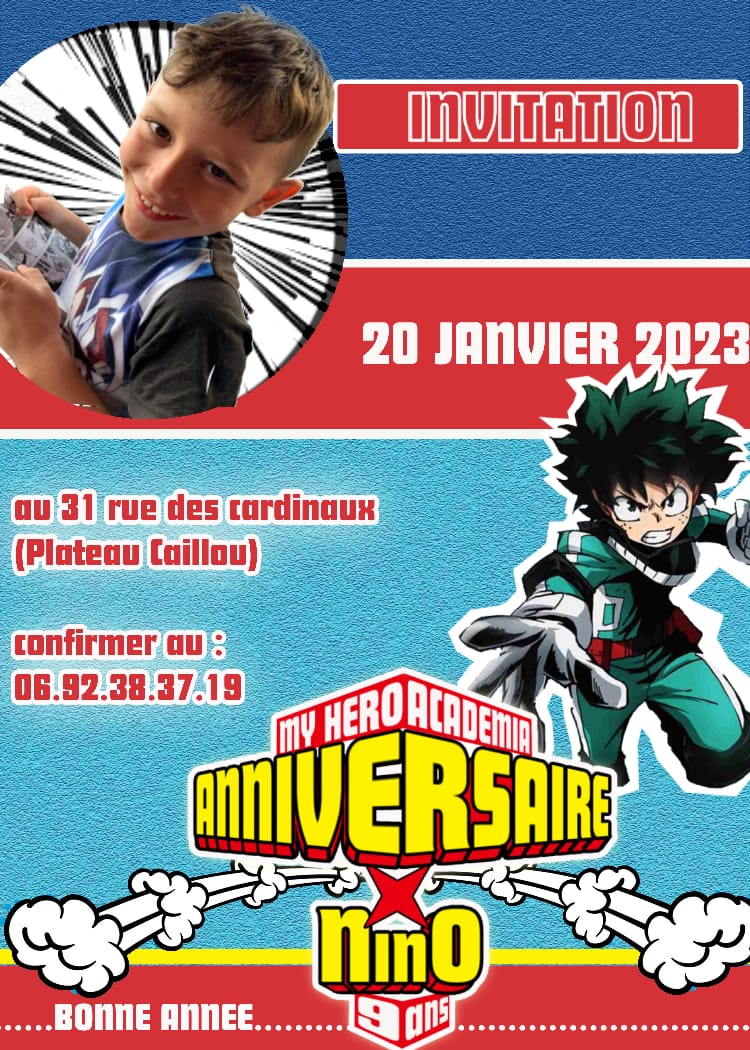 INVITATION
20 JANVIER 2023
au 31 rue des cardinaux
(Plateau Caillou)
confirmer au :
06.92.38.37.19
MY HERO ACADEMIA
ANNIVERSAIRE
X
NINO
9 ans
......BONNE ANNEE..............................................